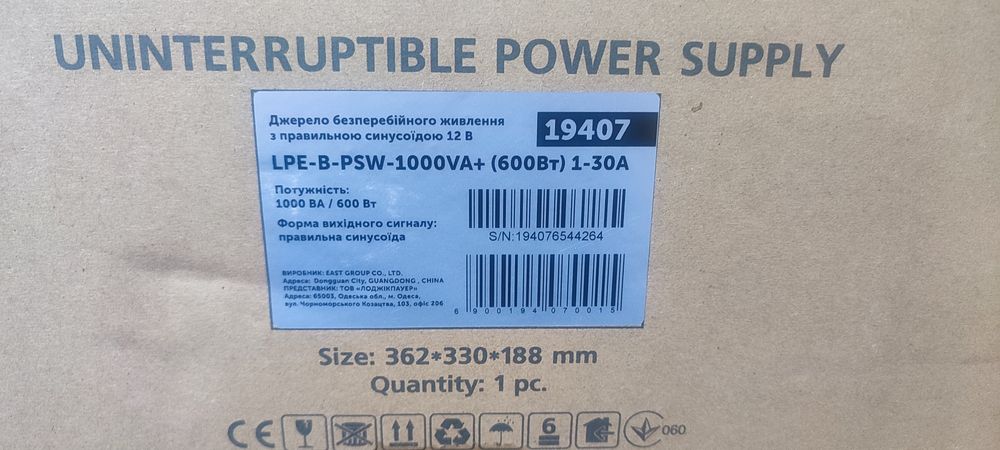 UNINTERRUPTIBLE POWER SUPPLY
Джерело безперебійного живлення
з правильною синусоїдою 12 В
19407
LPE-B-PSW-1000VA+ (600Вт) 1-30A
Потужність:
1000 ВА / 600 Вт
Форма вихідного сигналу:
правильна синусоїда
S/N:194076544264
ВИРОБНИК: EAST GROUP CO., LTD.
Адреса: Dongguan City, GUANGDONG , CHINA
ПРЕДСТАВНИК: ТОВ «ЛОДЖІКПАУЕР»
Адреса: 65003, Одеська обл., м. Одеса,
вул. Чорноморського Козацтва, 103, офіс 206
6 900194 070015
Size: 362*330*188 mm
Quantity: 1 pc.
CE
6
060